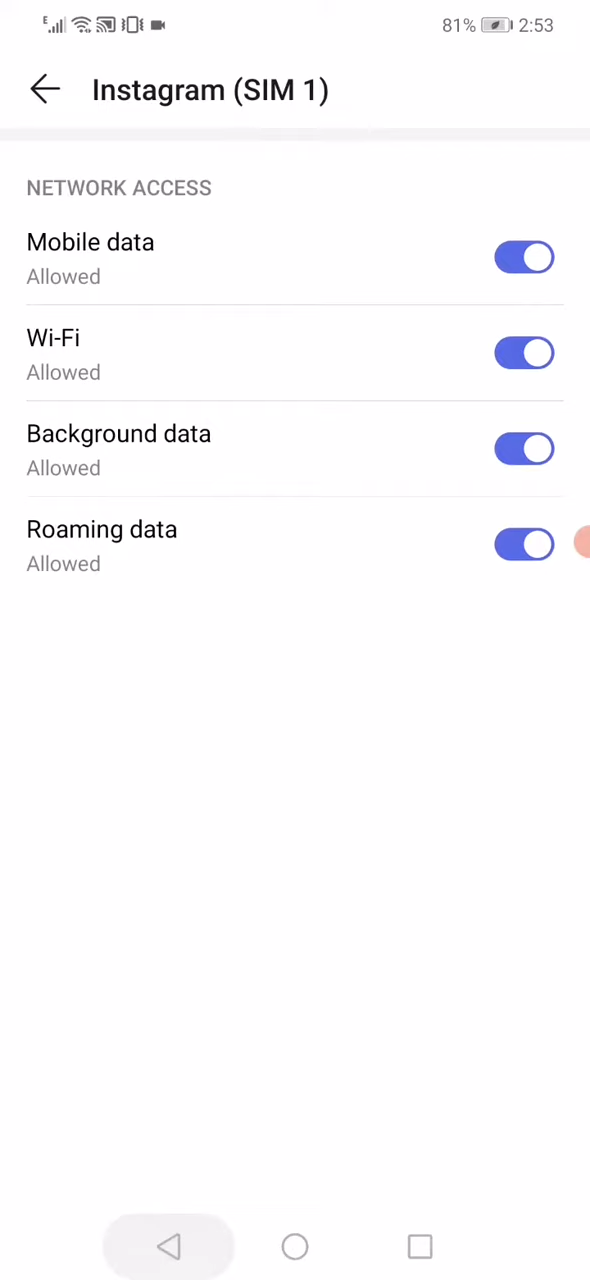 E 81% 2:53
Instagram (SIM 1)
NETWORK ACCESS
Mobile data
Allowed
Wi-Fi
Allowed
Background data
Allowed
Roaming data
Allowed